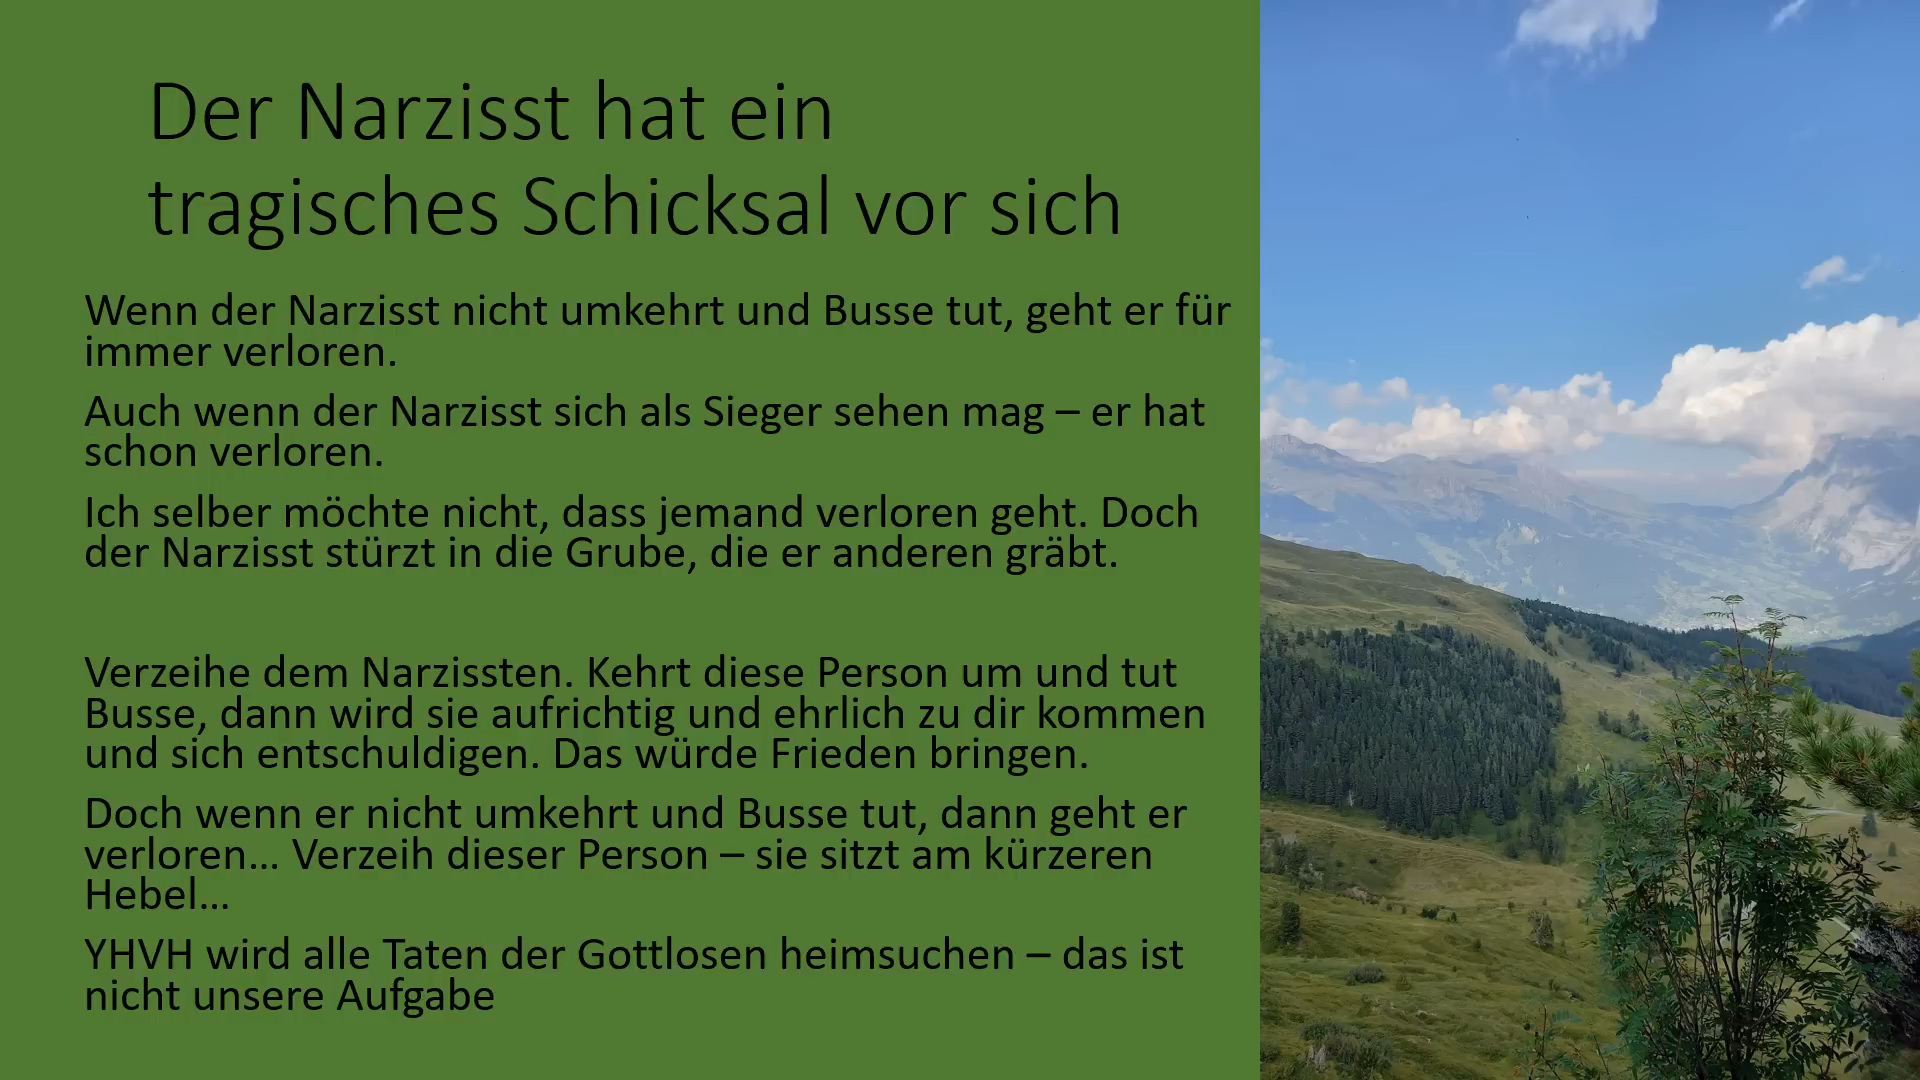 Der Narzisst hat ein
tragisches Schicksal vor sich
Wenn der Narzisst nicht umkehrt und Busse tut, geht er für
immer verloren.
Auch wenn der Narzisst sich als Sieger sehen mag – er hat
schon verloren.
Ich selber möchte nicht, dass jemand verloren geht. Doch
der Narzisst stürzt in die Grube, die er anderen gräbt.
Verzeihe dem Narzissten. Kehrt diese Person um und tut
Busse, dann wird sie aufrichtig und ehrlich zu dir kommen
und sich entschuldigen. Das würde Frieden bringen.
Doch wenn er nicht umkehrt und Busse tut, dann geht er
verloren... Verzeih dieser Person – sie sitzt am kürzeren
Hebel...
YHVH wird alle Taten der Gottlosen heimsuchen – das ist
nicht unsere Aufgabe